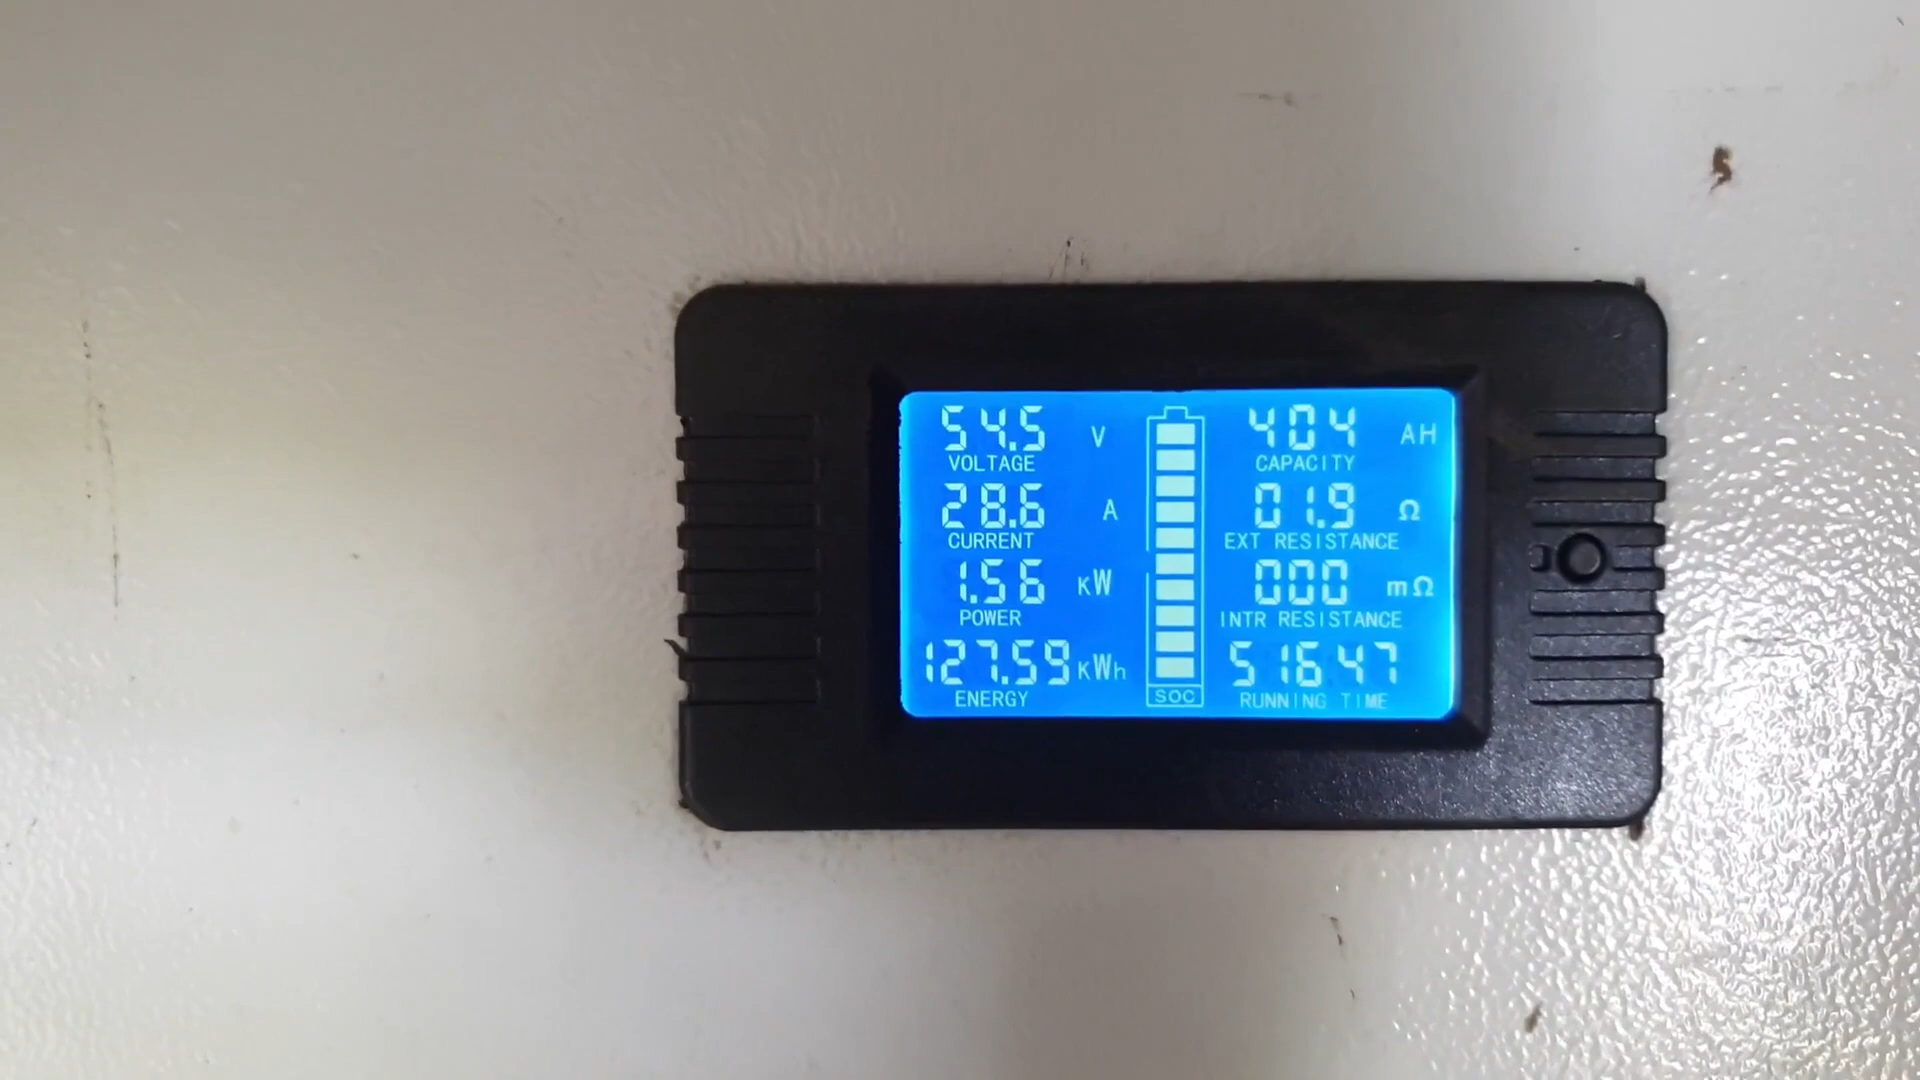 54.5 V
VOLTAGE
28.6 A
CURRENT
1.56 KW
POWER
127.59 KWh
ENERGY
SOC
404 AH
CAPACITY
01.9 Ω
EXT RESISTANCE
000 mΩ
INTR RESISTANCE
51647
RUNNING TIME